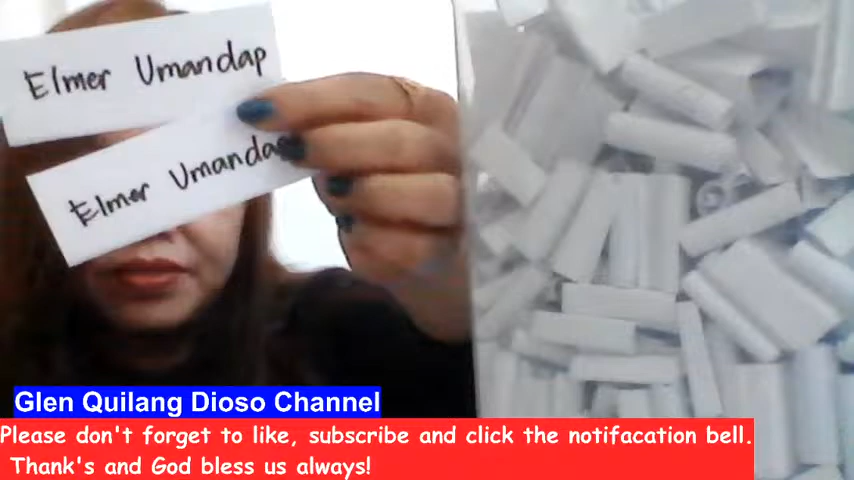 Elmer Umandap
Elmer Umandap
Glen Quilang Dioso Channel
Please don't forget to like, subscribe and click the notifacation bell.
Thank's and God bless us always!